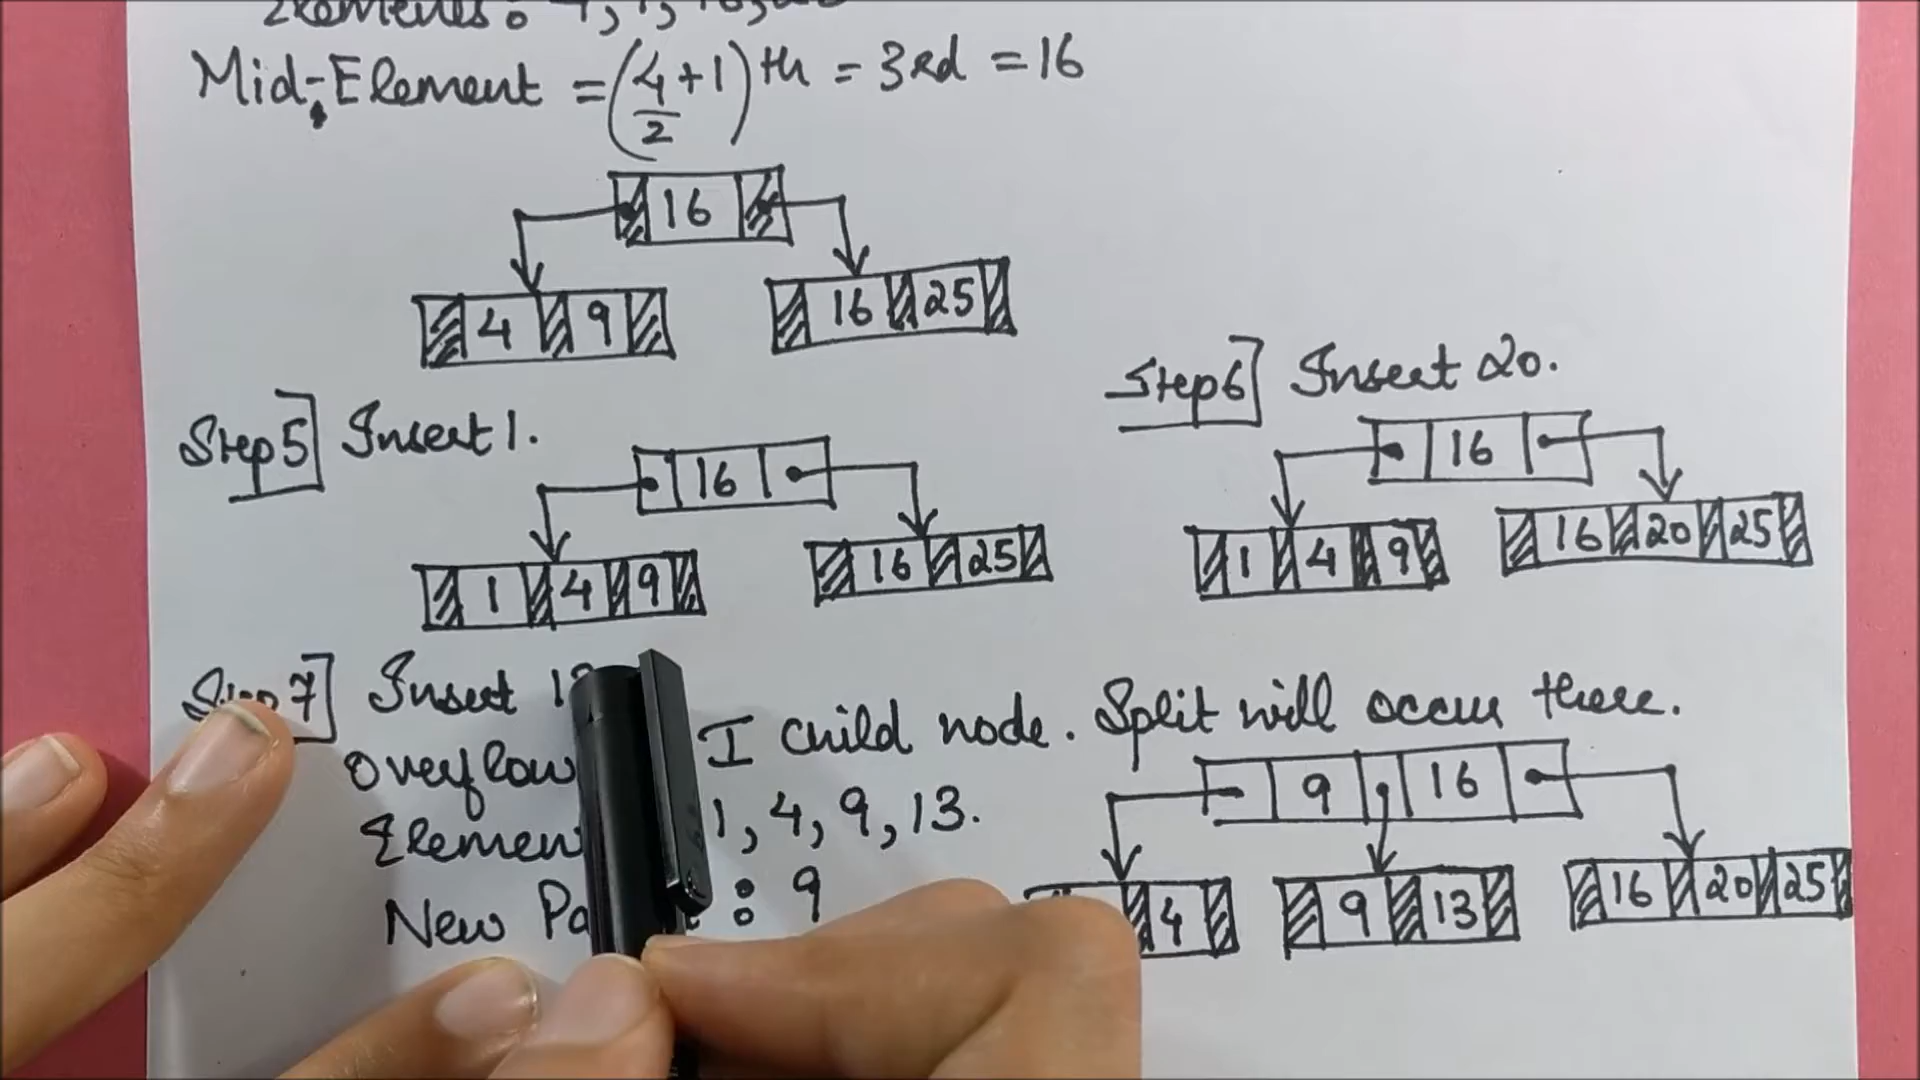 Mid-Element = (4/2 + 1)th = 3rd = 16
16
4 9 16 25
Step 5 Insert 1.
16
1 4 9 16 25
Step 6 Insert 20.
16
1 4 9 16 20 25
Step 7 Insert
Overflow I child node. Split will occur there.
1, 4, 9, 13.
New : 9
9 16
4 9 13 16 20 25